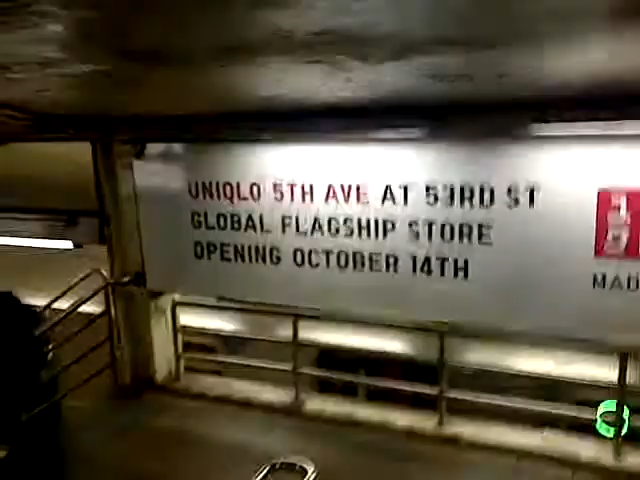 UNIQLO 5TH AVE AT 53RD ST
GLOBAL FLAGSHIP STORE
OPENING OCTOBER 14TH